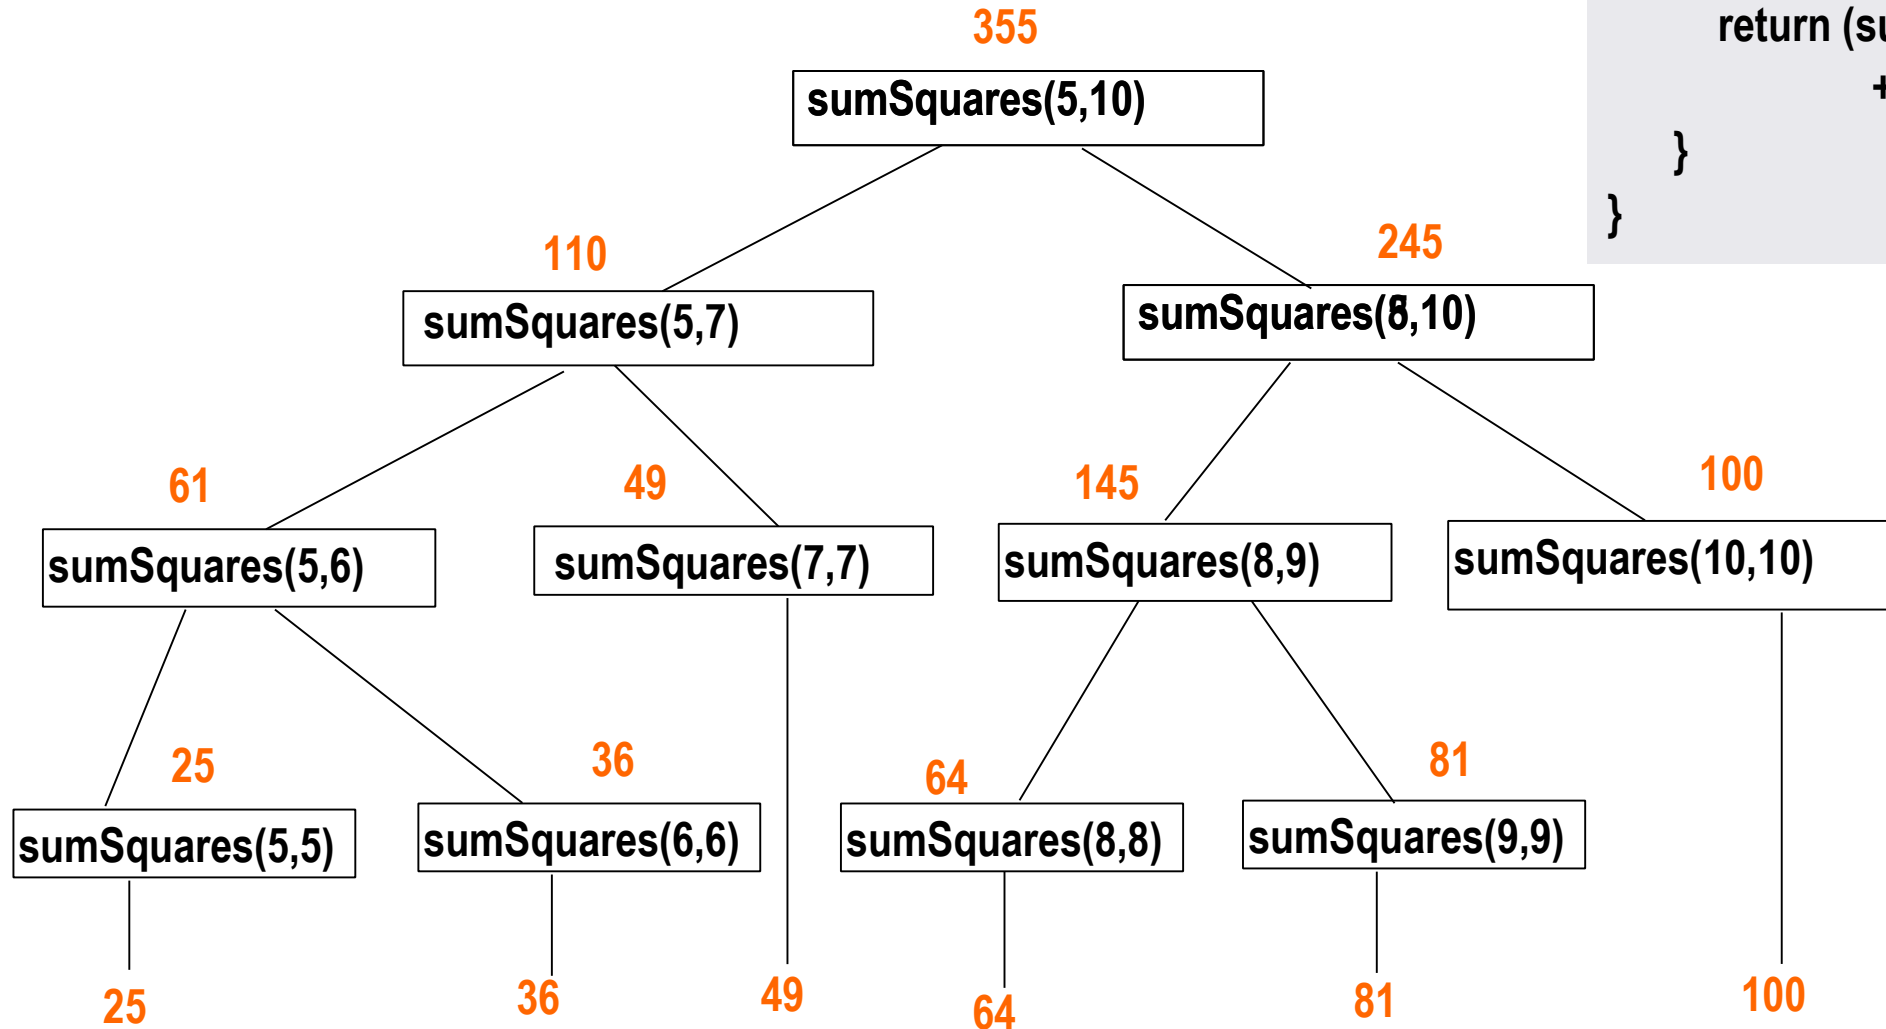 355
return (su
+
sumSquares(5,10)
}
}
110
245
sumSquares(5,7)
sumSquares(8,10)
61
49
145
100
sumSquares(5,6)
sumSquares(7,7)
sumSquares(8,9)
sumSquares(10,10)
25
36
64
81
sumSquares(5,5)
sumSquares(6,6)
sumSquares(8,8)
sumSquares(9,9)
25
36
49
64
81
100